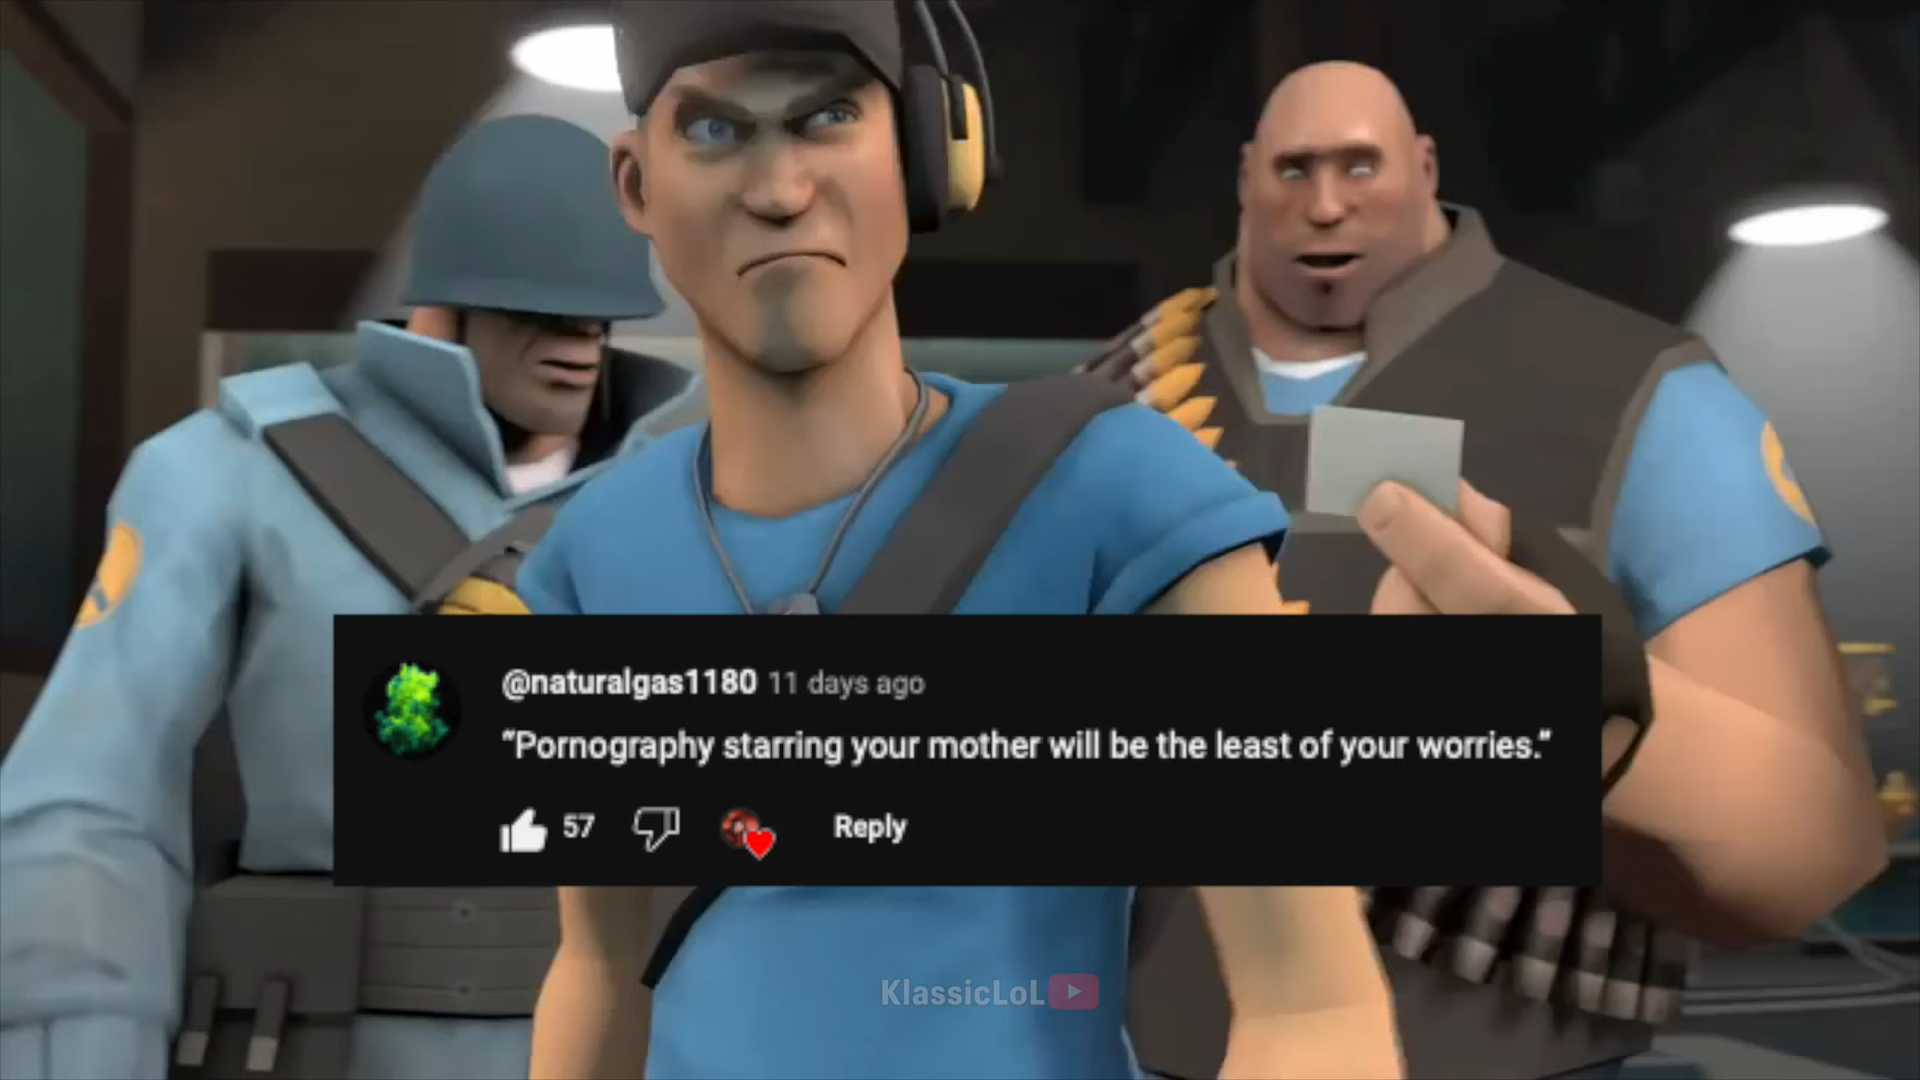 @naturalgas1180 11 days ago
"Pornography starring your mother will be the least of your worries."
57 Reply
KlassicLoL